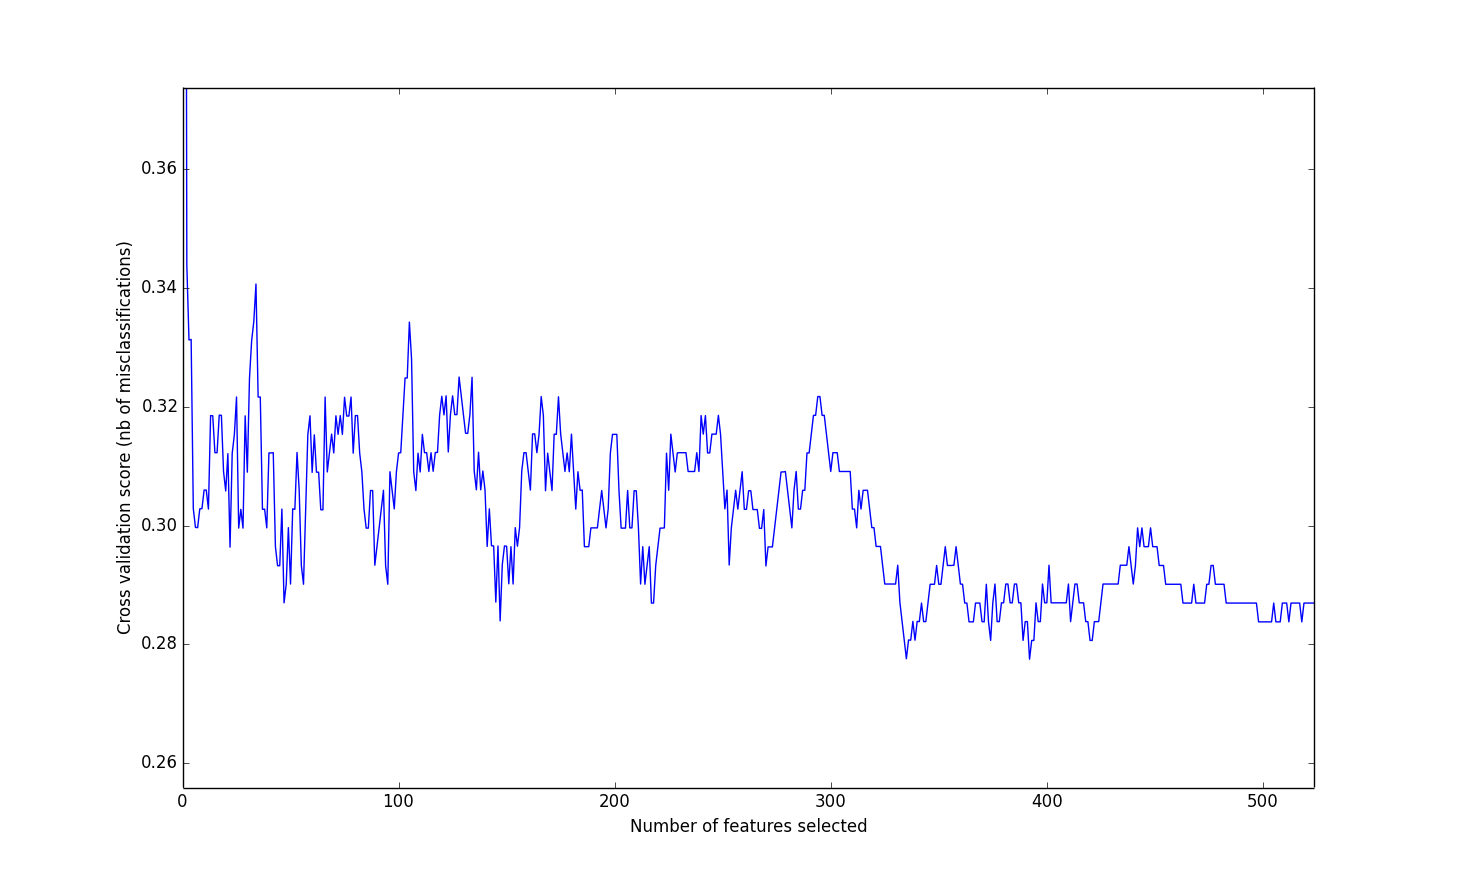 0.36
0.34
0.32
0.30
0.28
0.26
Cross validation score (nb of misclassifications)
0 100 200 300 400 500
Number of features selected